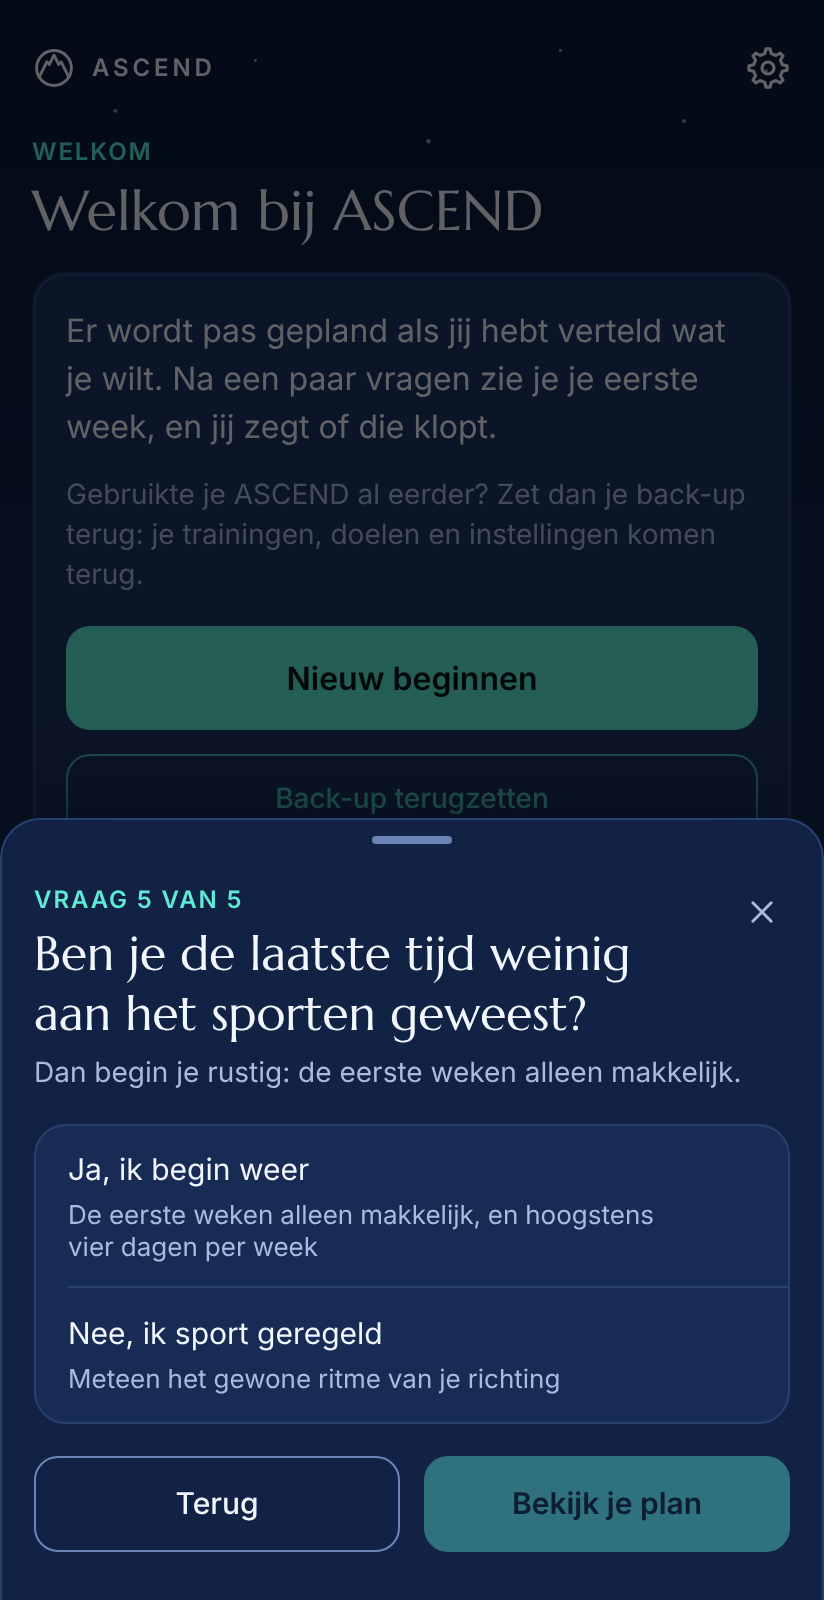 ASCEND
WELKOM
Welkom bij ASCEND
Er wordt pas gepland als jij hebt verteld wat
je wilt. Na een paar vragen zie je je eerste
week, en jij zegt of die klopt.
Gebruikte je ASCEND al eerder? Zet dan je back-up
terug: je trainingen, doelen en instellingen komen
terug.
Nieuw beginnen
Back-up terugzetten
VRAAG 5 VAN 5
Ben je de laatste tijd weinig
aan het sporten geweest?
Dan begin je rustig: de eerste weken alleen makkelijk.
Ja, ik begin weer
De eerste weken alleen makkelijk, en hoogstens
vier dagen per week
Nee, ik sport geregeld
Meteen het gewone ritme van je richting
Terug
Bekijk je plan